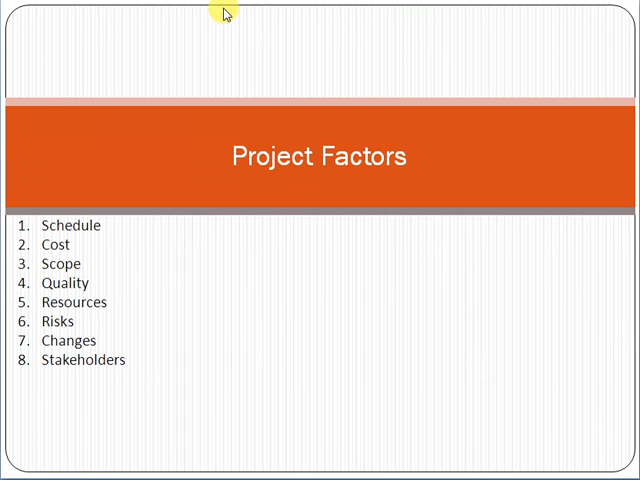 Project Factors
1. Schedule
2. Cost
3. Scope
4. Quality
5. Resources
6. Risks
7. Changes
8. Stakeholders